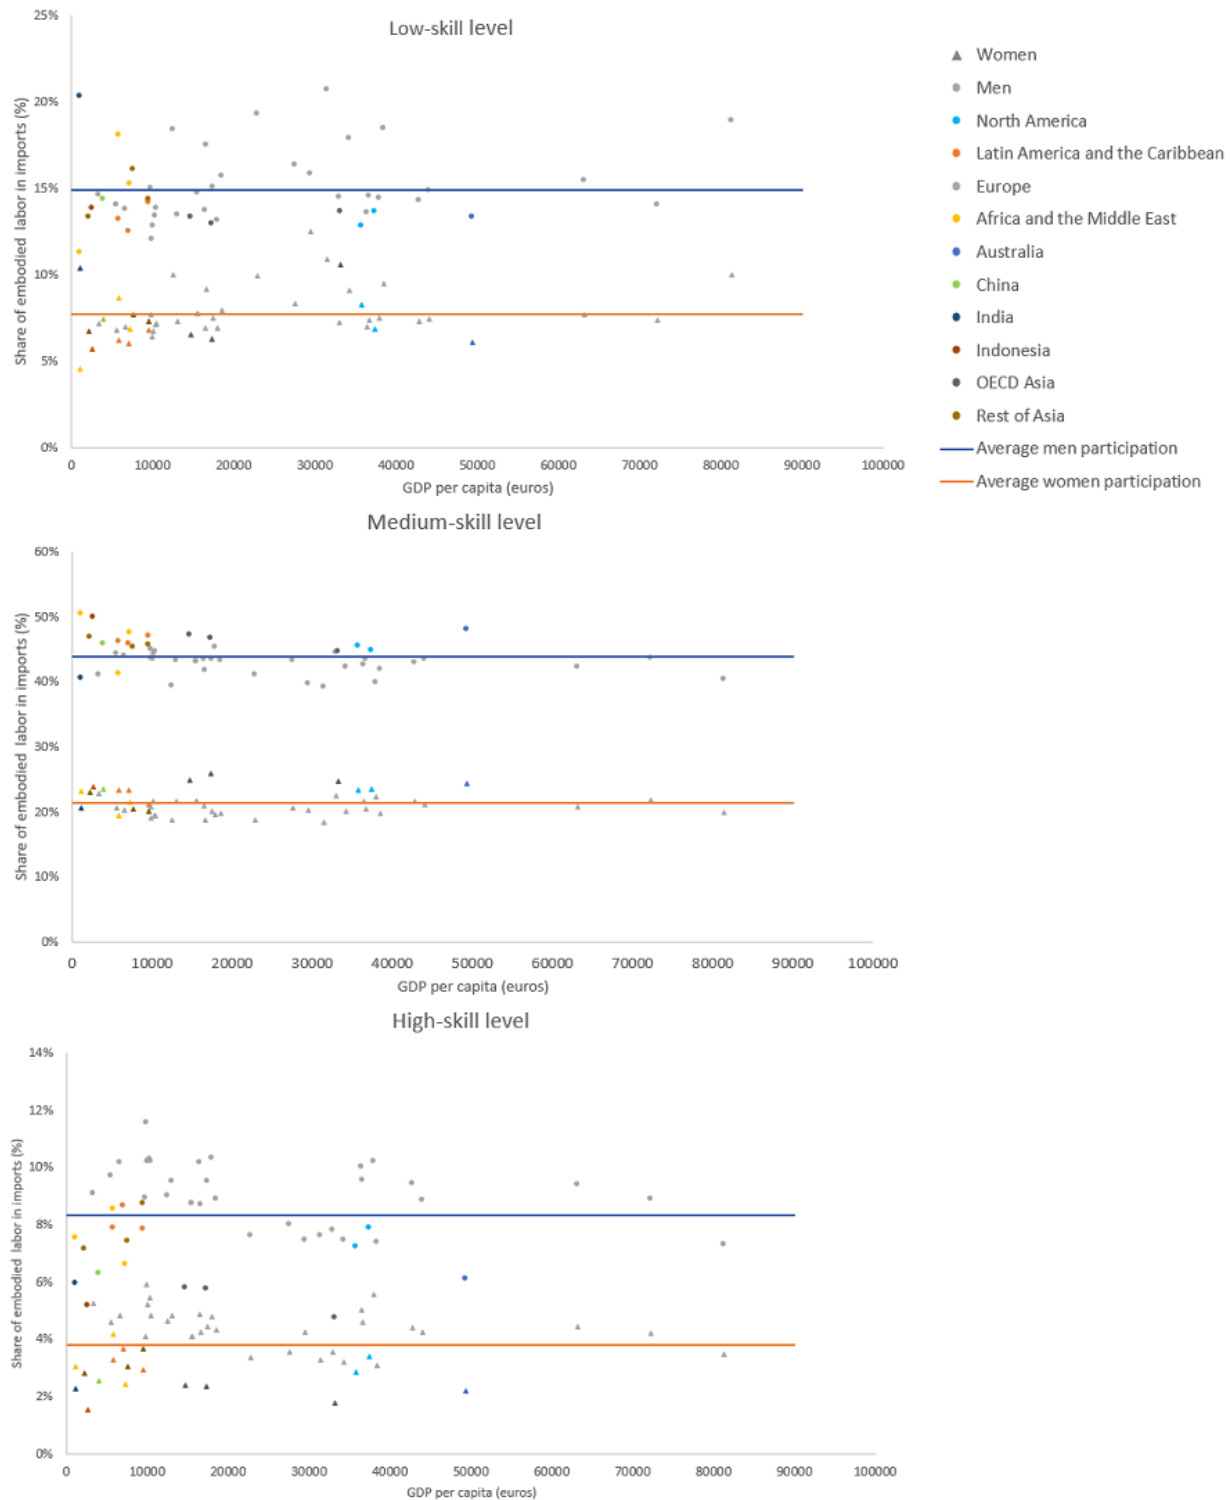 Low-skill level
Share of embodied labor in imports (%)
25%
20%
15%
10%
5%
0%
0 10000 20000 30000 40000 50000 60000 70000 80000 90000 100000
GDP per capita (euros)
Women
Men
North America
Latin America and the Caribbean
Europe
Africa and the Middle East
Australia
China
India
Indonesia
OECD Asia
Rest of Asia
Average men participation
Average women participation
Medium-skill level
Share of embodied labor in imports (%)
60%
50%
40%
30%
20%
10%
0%
0 10000 20000 30000 40000 50000 60000 70000 80000 90000 100000
GDP per capita (euros)
High-skill level
Share of embodied labor in imports (%)
14%
12%
10%
8%
6%
4%
2%
0%
0 10000 20000 30000 40000 50000 60000 70000 80000 90000 100000
GDP per capita (euros)